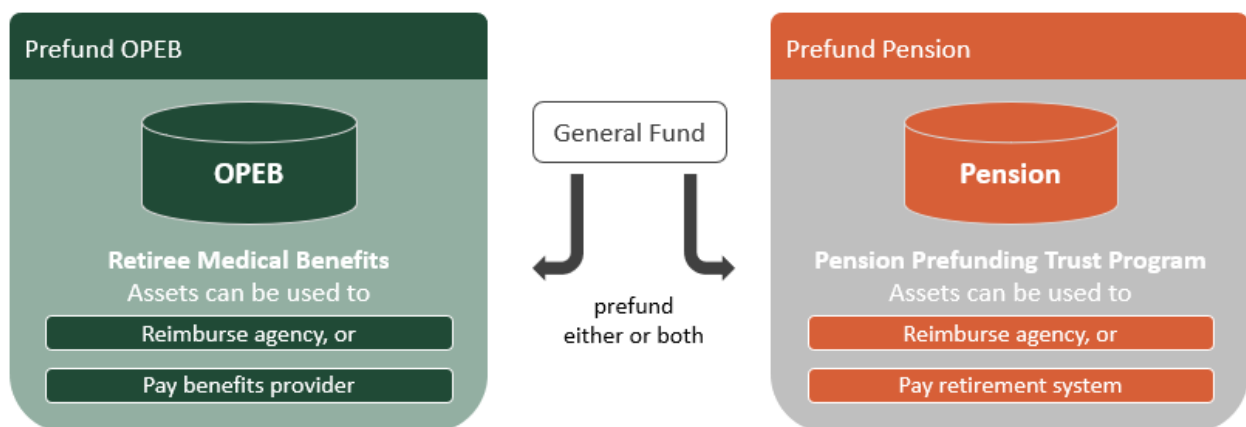 Prefund OPEB
OPEB
Retiree Medical Benefits
Assets can be used to
Reimburse agency, or
Pay benefits provider
General Fund
prefund
either or both
Prefund Pension
Pension
Pension Prefunding Trust Program
Assets can be used to
Reimburse agency, or
Pay retirement system